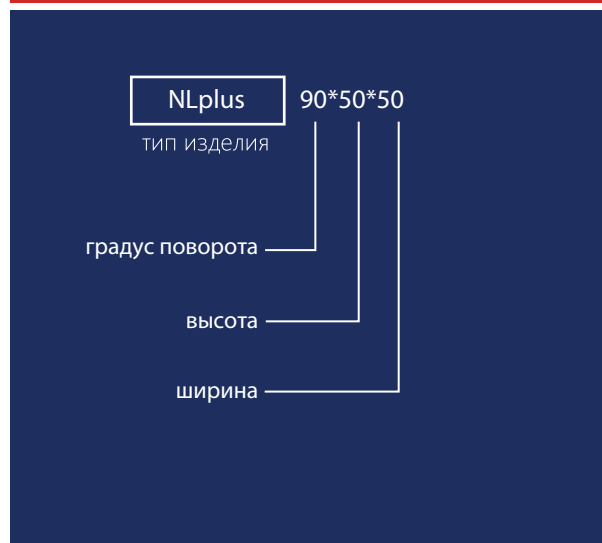 NLplus 90*50*50
тип изделия
градус поворота
высота
ширина